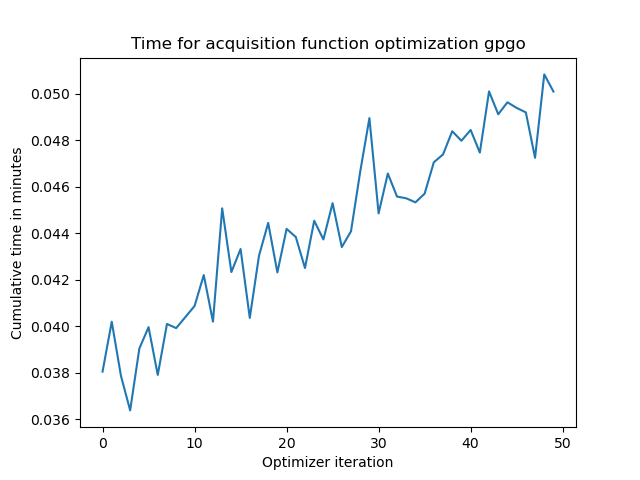 Time for acquisition function optimization gpgo
Cumulative time in minutes
0.050
0.048
0.046
0.044
0.042
0.040
0.038
0.036
0 10 20 30 40 50
Optimizer iteration